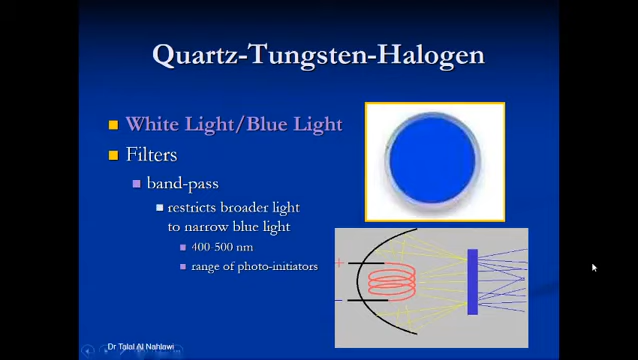 Quartz-Tungsten-Halogen
White Light/Blue Light
Filters
band-pass
restricts broader light
to narrow blue light
400-500 nm
range of photo-initiators
+
-
Dr Talal Al Nahlawi